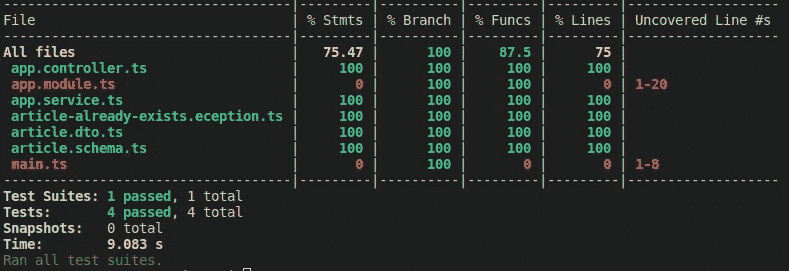 File | % Stmts | % Branch | % Funcs | % Lines | Uncovered Line #s
All files | 75.47 | 100 | 87.5 | 75 |
app.controller.ts | 100 | 100 | 100 | 100 |
app.module.ts | 0 | 100 | 100 | 0 | 1-20
app.service.ts | 100 | 100 | 100 | 100 |
article-already-exists.eception.ts | 100 | 100 | 100 | 100 |
article.dto.ts | 100 | 100 | 100 | 100 |
article.schema.ts | 100 | 100 | 100 | 100 |
main.ts | 0 | 100 | 0 | 0 | 1-8
Test Suites: 1 passed, 1 total
Tests: 4 passed, 4 total
Snapshots: 0 total
Time: 9.083 s
Ran all test suites.